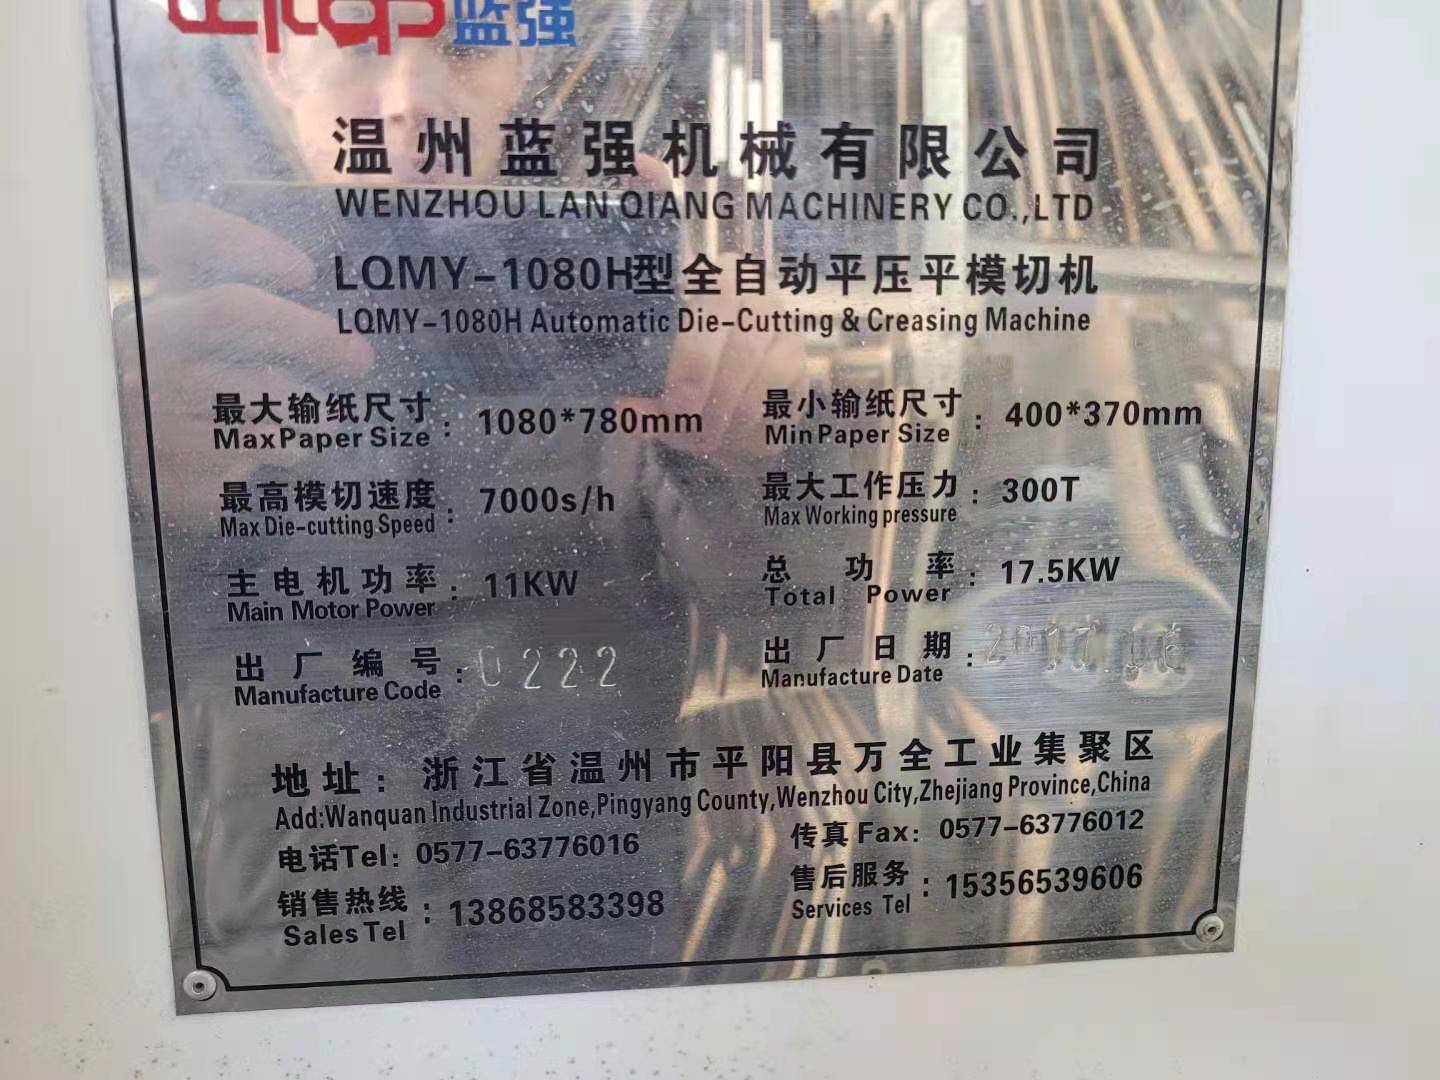 蓝强
温州蓝强机械有限公司
WENZHOU LAN QIANG MACHINERY CO.,LTD
LQMY-1080H型全自动平压平模切机
LQMY-1080H Automatic Die-Cutting & Creasing Machine
最大输纸尺寸 : 1080*780mm
Max Paper Size
最小输纸尺寸 : 400*370mm
Min Paper Size
最高模切速度 : 7000s/h
Max Die-cutting Speed
最大工作压力 : 300T
Max Working pressure
主电机功率 : 11KW
Main Motor Power
总功率 : 17.5KW
Total Power
出厂编号 : 0222
Manufacture Code
出厂日期 : 2017.
Manufacture Date
地址: 浙江省温州市平阳县万全工业集聚区
Add:Wanquan Industrial Zone,Pingyang County,Wenzhou City,Zhejiang Province,China
电话Tel: 0577-63776016
传真Fax: 0577-63776012
销售热线 : 13868583398
Sales Tel
售后服务 : 15356539606
Services Tel